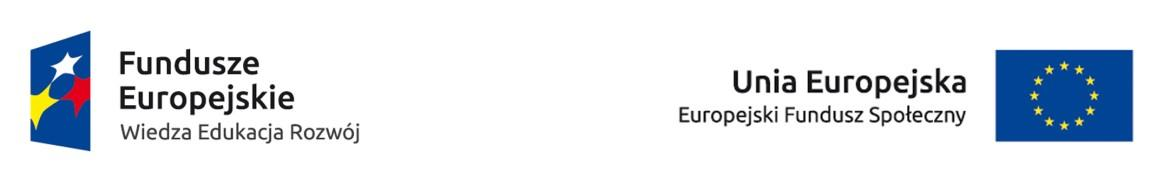 Fundusze
Europejskie
Wiedza Edukacja Rozwój
Unia Europejska
Europejski Fundusz Społeczny